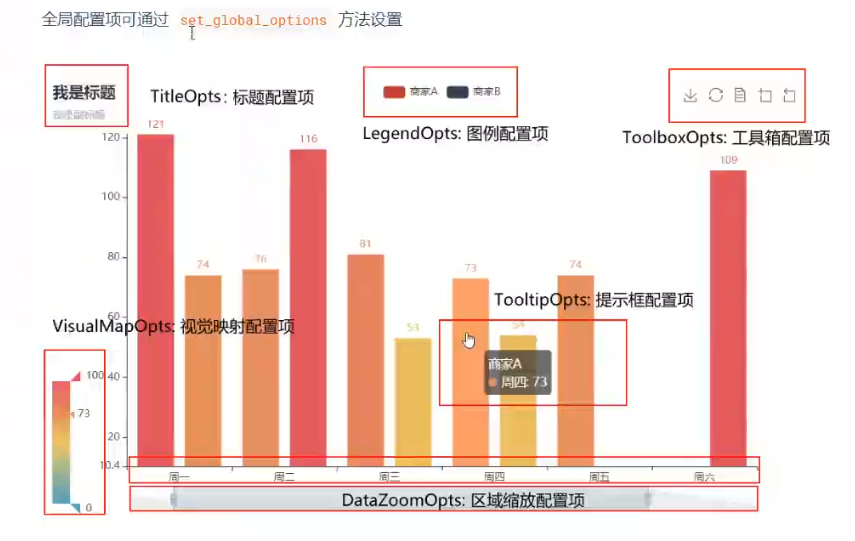 全局配置项可通过 set_global_options 方法设置
我是标题
TitleOpts: 标题配置项
商家A 商家B
LegendOpts: 图例配置项
ToolboxOpts: 工具箱配置项
120
100
80
60
40
20
10.4
121
74
76
116
81
53
73
54
74
109
TooltipOpts: 提示框配置项
商家A
周四: 73
VisualMapOpts: 视觉映射配置项
100
73
0
周一 周二 周三 周四 周五 周六
DataZoomOpts: 区域缩放配置项